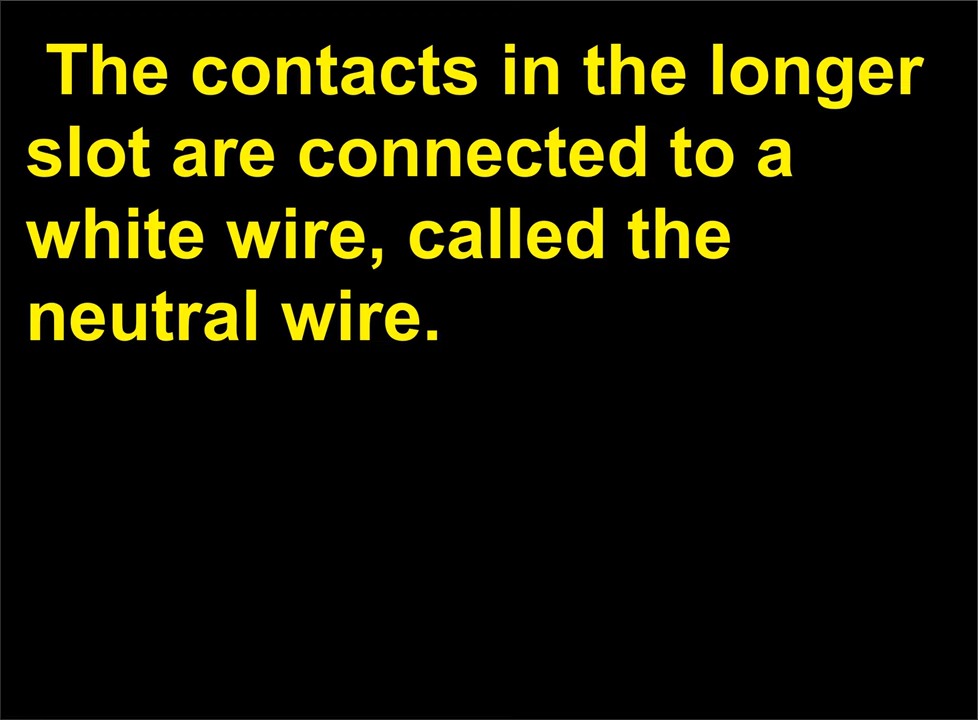 The contacts in the longer
slot are connected to a
white wire, called the
neutral wire.